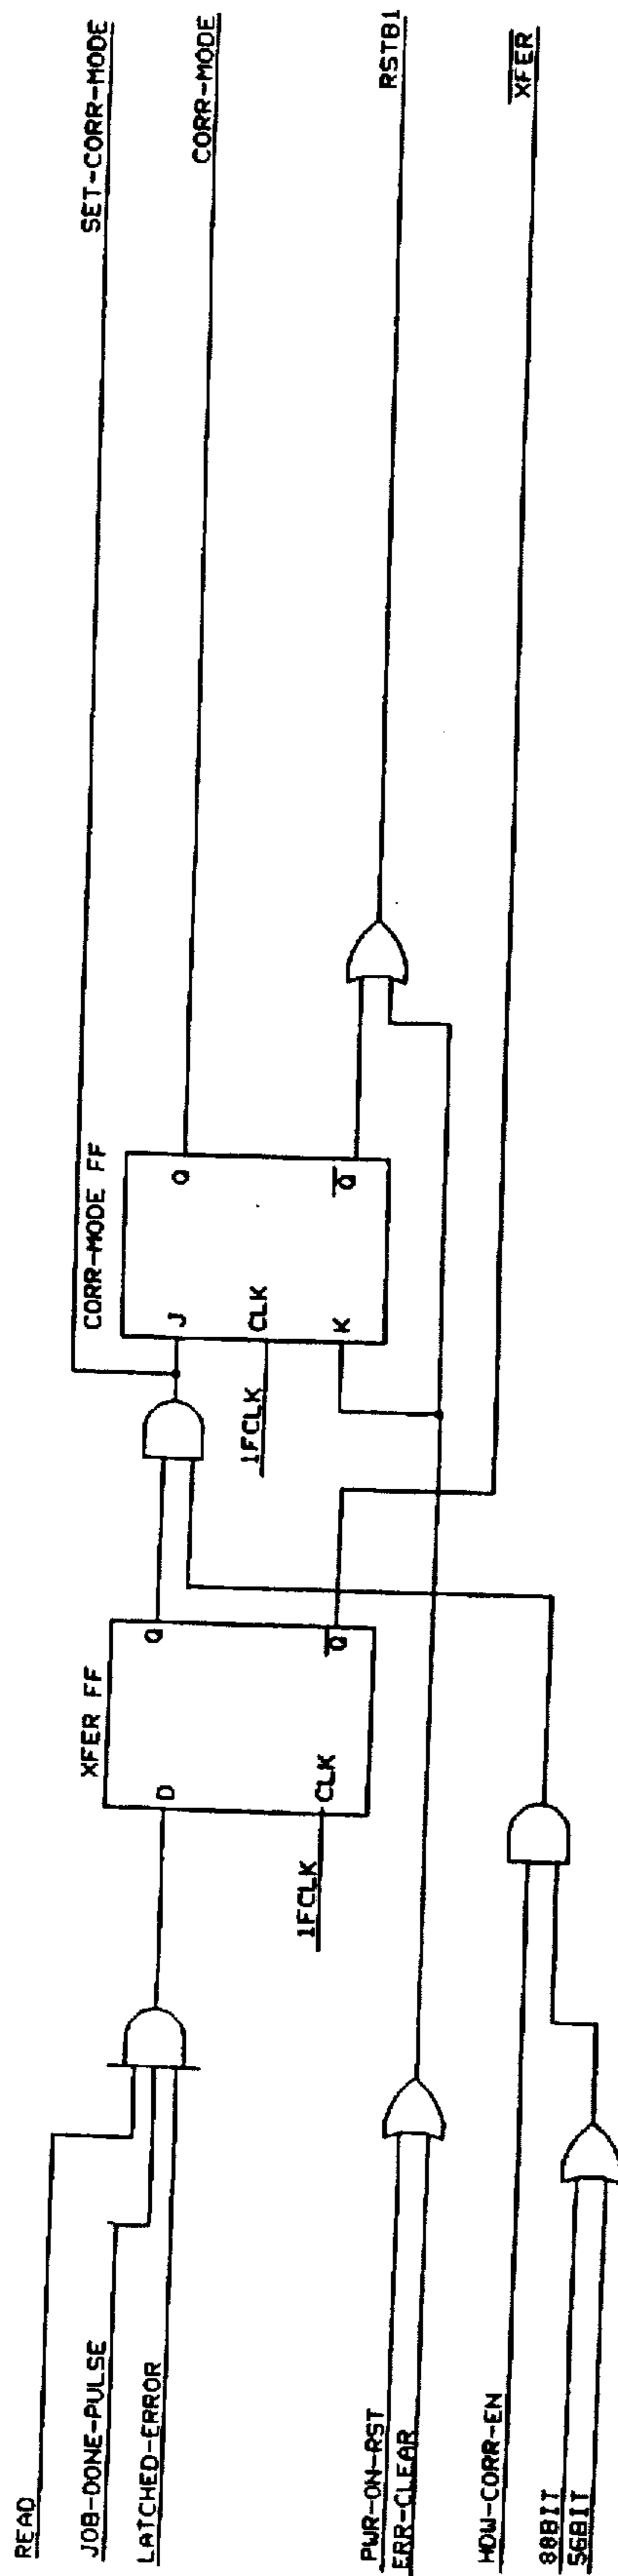 READ
JOB-DONE-PULSE
LATCHED-ERROR
PWR-ON-RST
ERR-CLEAR
HDW-CORR-EN
88BIT
56BIT
XFER FF
D
Q
CLK
Q
1FCLK
CORR-MODE FF
J
Q
CLK
K
Q
1FCLK
SET-CORR-MODE
CORR-MODE
RSTB1
XFER